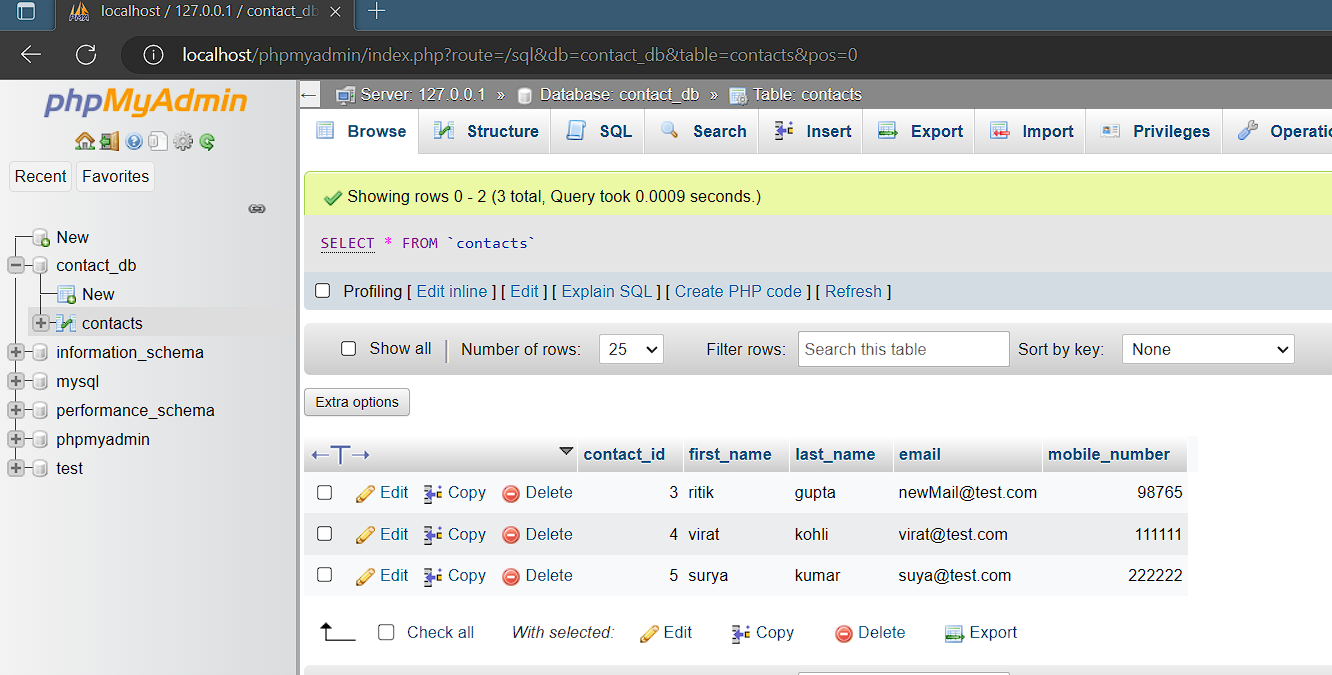 localhost / 127.0.0.1 / contact_db
localhost/phpmyadmin/index.php?route=/sql&db=contact_db&table=contacts&pos=0
phpMyAdmin
Recent Favorites
New
contact_db
New
contacts
information_schema
mysql
performance_schema
phpmyadmin
test
Server: 127.0.0.1 » Database: contact_db » Table: contacts
Browse Structure SQL Search Insert Export Import Privileges Operatio
Showing rows 0 - 2 (3 total, Query took 0.0009 seconds.)
SELECT * FROM `contacts`
Profiling [ Edit inline ] [ Edit ] [ Explain SQL ] [ Create PHP code ] [ Refresh ]
Show all Number of rows: 25 Filter rows: Search this table Sort by key: None
Extra options
contact_id first_name last_name email mobile_number
Edit Copy Delete 3 ritik gupta newMail@test.com 98765
Edit Copy Delete 4 virat kohli virat@test.com 111111
Edit Copy Delete 5 surya kumar suya@test.com 222222
Check all With selected: Edit Copy Delete Export